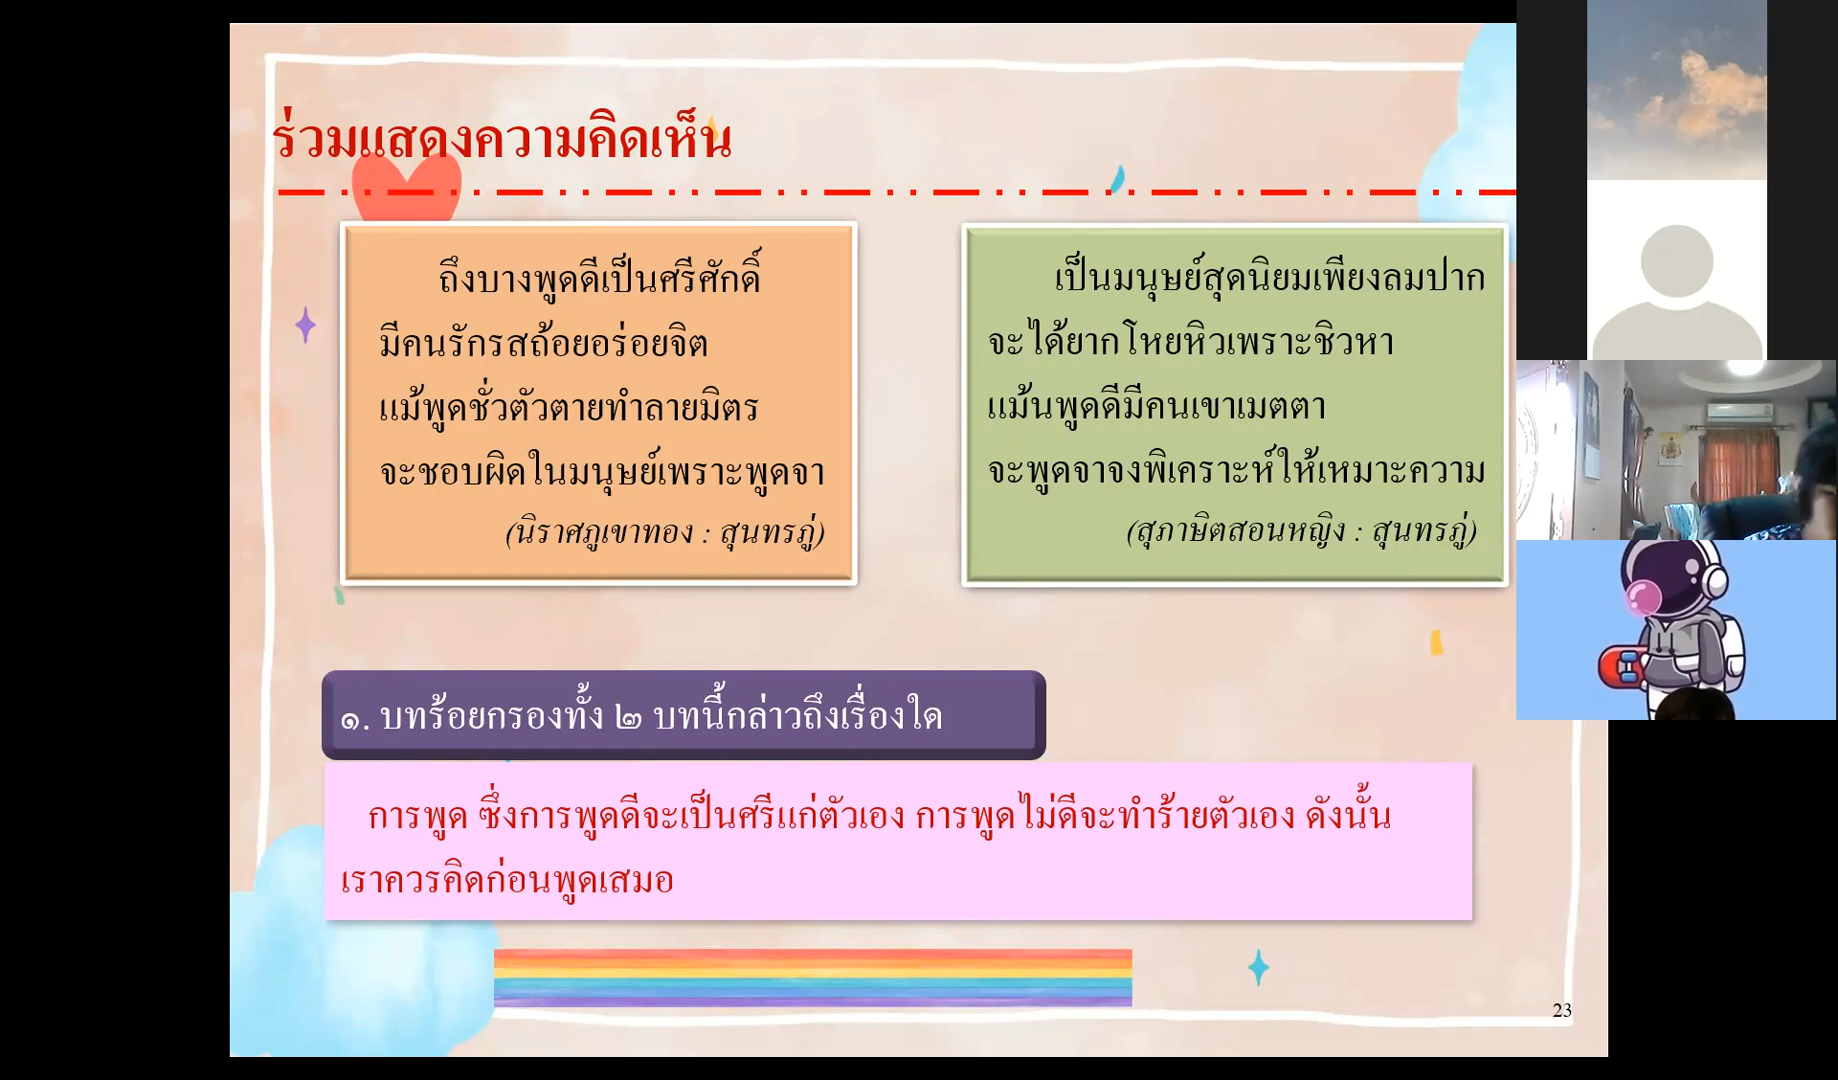 ร่วมแสดงความคิดเห็น
ถึงบางพูดดีเป็นศรีศักดิ์
มีคนรักรสถ้อยอร่อยจิต
แม้พูดชั่วตัวตายทำลายมิตร
จะชอบผิดในมนุษย์เพราะพูดจา
(นิราศภูเขาทอง : สุนทรภู่)
เป็นมนุษย์สุดนิยมเพียงลมปาก
จะได้ยากโหยหิวเพราะชิวหา
แม้นพูดดีมีคนเขาเมตตา
จะพูดจาจงพิเคราะห์ให้เหมาะความ
(สุภาษิตสอนหญิง : สุนทรภู่)
๑. บทร้อยกรองทั้ง ๒ บทนี้กล่าวถึงเรื่องใด
การพูด ซึ่งการพูดดีจะเป็นศรีแก่ตัวเอง การพูดไม่ดีจะทำร้ายตัวเอง ดังนั้น
เราควรคิดก่อนพูดเสมอ
23